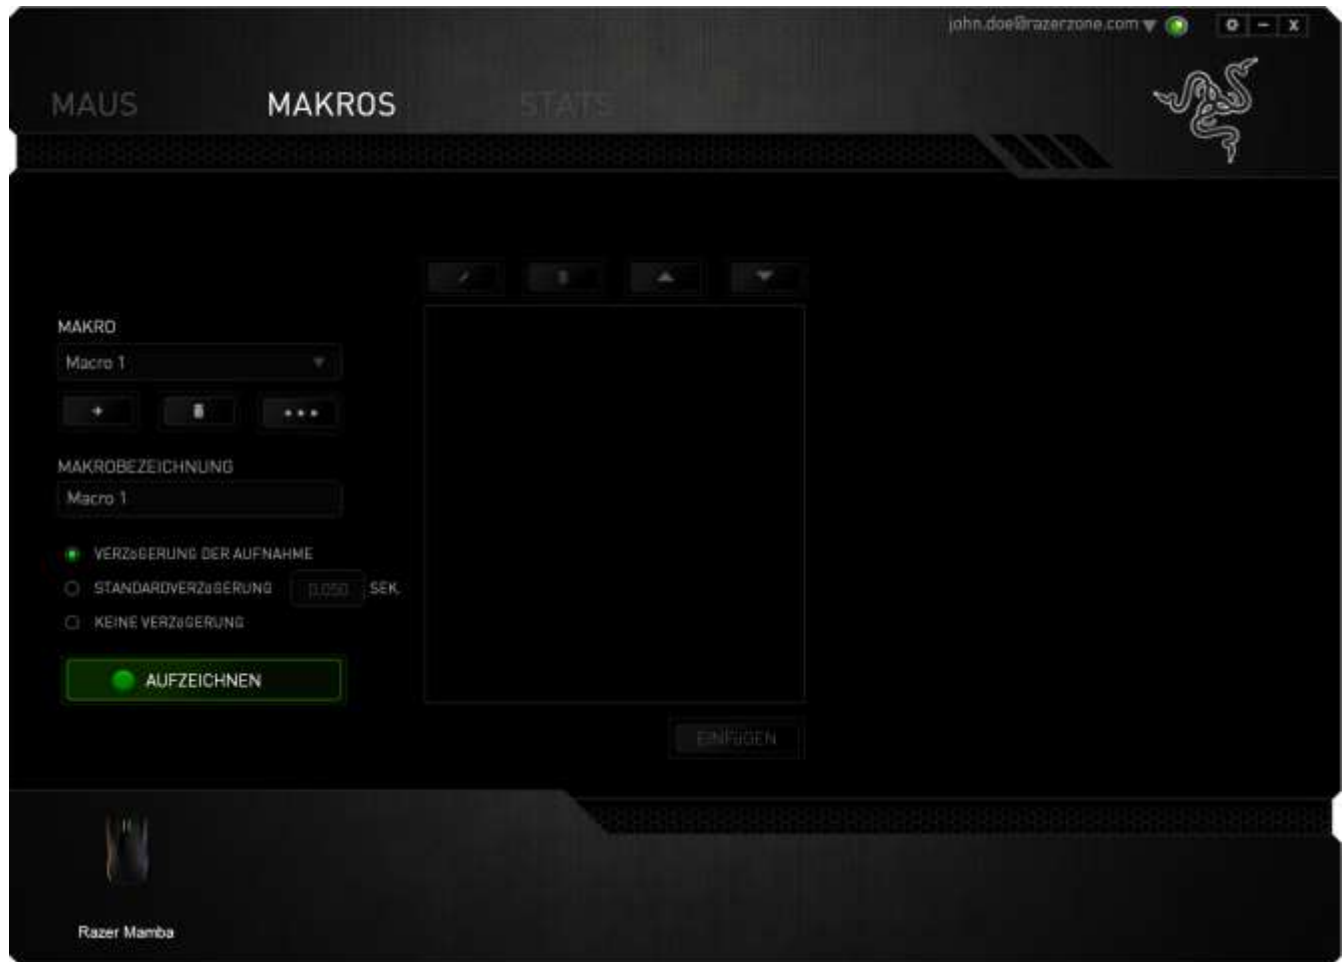 john.doe@razerzone.com
MAUS MAKROS STATS
MAKRO
Macro 1
MAKROBEZEICHNUNG
Macro 1
VERZöGERUNG DER AUFNAHME
STANDARDVERZöGERUNG 0.050 SEK.
KEINE VERZöGERUNG
AUFZEICHNEN
EINFüGEN
Razer Mamba